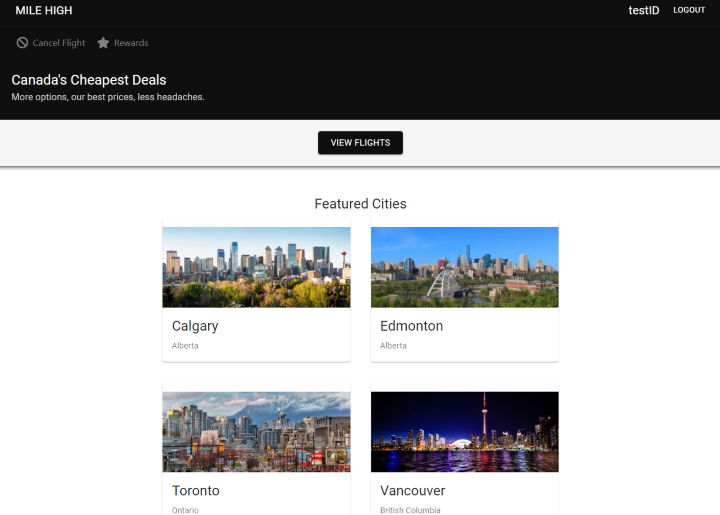 MILE HIGH
testID
LOGOUT
Cancel Flight
Rewards
Canada's Cheapest Deals
More options, our best prices, less headaches.
VIEW FLIGHTS
Featured Cities
Calgary
Alberta
Edmonton
Alberta
Toronto
Ontario
Vancouver
British Columbia